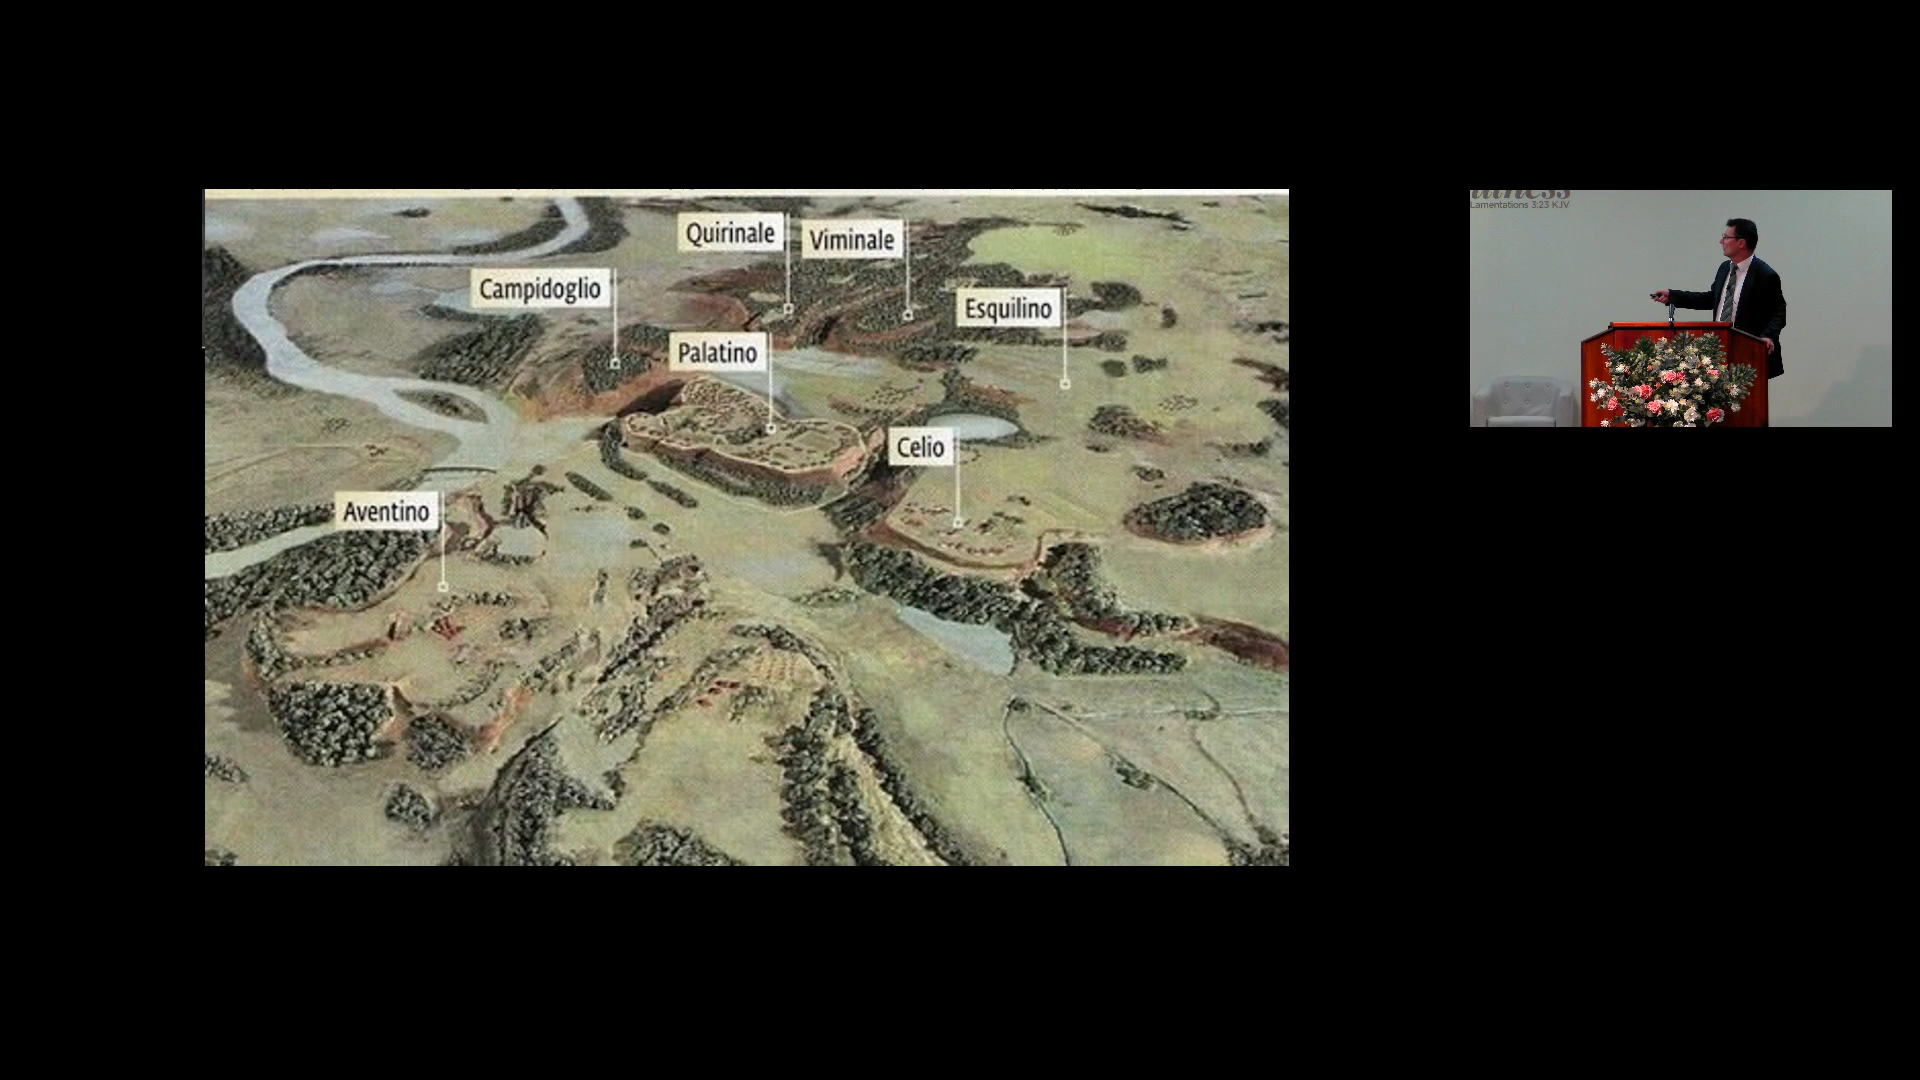 Quirinale
Viminale
Campidoglio
Esquilino
Palatino
Celio
Aventino
Lamentations 3:23 KJV